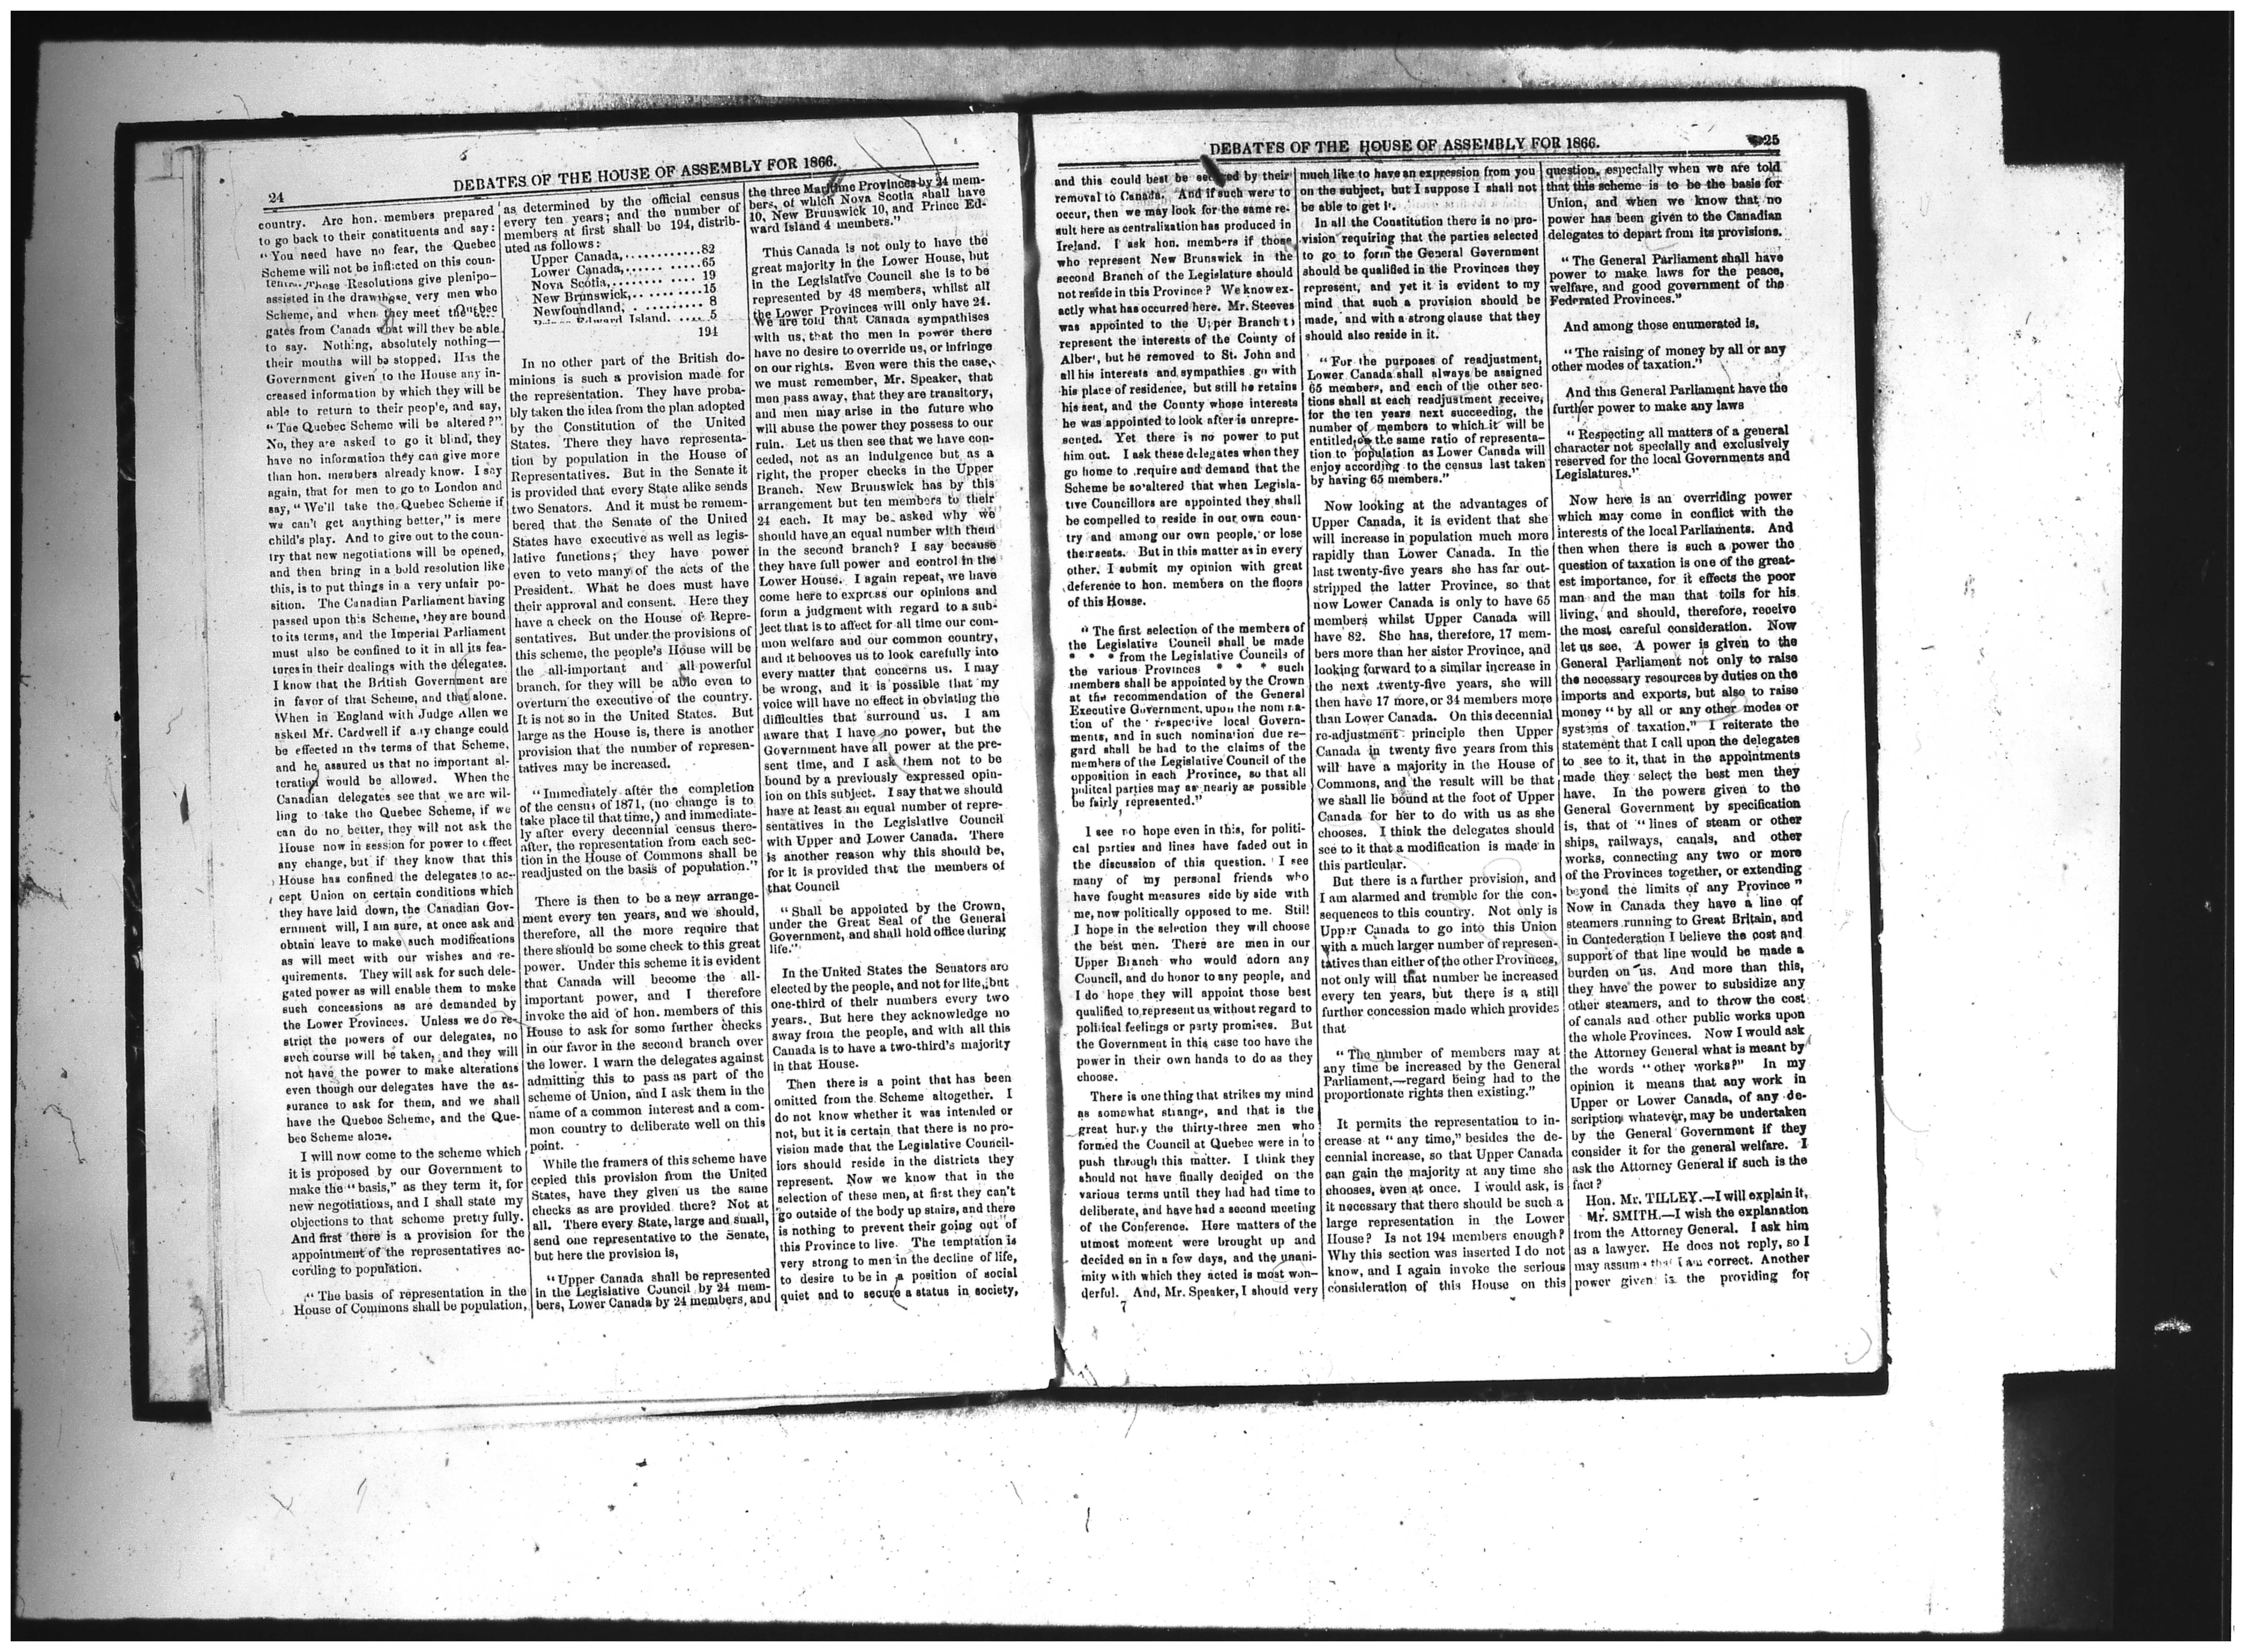 24
DEBATES OF THE HOUSE OF ASSEMBLY FOR 1866.
country. Are hon. members prepared
to go back to their constituents and say:
"You need have no fear, the Quebec
Scheme will not be inflicted on this coun-
Resolutions give plenipo-
assisted in the very men who
Scheme, and when they meet
gates from Canada what will they be able
to say. Nothing, absolutely nothing—
their mouths will be stopped. Has the
Government given to the House any in-
creased information by which they will be
able to return to their people, and say,
"The Quebec Scheme will be altered?"
No, they are asked to go it blind, they
have no information they can give more
than hon. members already know. I say
again, that for men to go to London and
say, "We'll take the Quebec Scheme if
we can't get anything better," is mere
child's play. And to give out to the coun-
try that new negotiations will be opened,
and then bring in a bold resolution like
this, is to put things in a very unfair po-
sition. The Canadian Parliament having
passed upon this Scheme, they are bound
to its terms, and the Imperial Parliament
must also be confined to it in all its fea-
tures in their dealings with the delegates.
I know that the British Government are
in favor of that Scheme, and that alone.
When in England with Judge Allen we
asked Mr. Cardwell if any change could
be effected in the terms of that Scheme,
and he assured us that no important al-
teration would be allowed. When the
Canadian delegates see that we are wil-
ling to take the Quebec Scheme, if we
can do no better, they will not ask the
House now in session for power to effect
any change, but if they know that this
House has confined the delegates to ac-
cept Union on certain conditions which
they have laid down, the Canadian Gov-
ernment will, I am sure, at once ask and
obtain leave to make such modifications
as will meet with our wishes and re-
quirements. They will ask for such dele-
gated power as will enable them to make
such concessions as are demanded by
the Lower Provinces. Unless we do re-
strict the powers of our delegates, no
such course will be taken, and they will
not have the power to make alterations
even though our delegates have the as-
surance to ask for them, and we shall
have the Quebec Scheme, and the Que-
bec Scheme alone.
I will now come to the scheme which
it is proposed by our Government to
make the "basis," as they term it, for
new negotiations, and I shall state my
objections to that scheme pretty fully.
And first there is a provision for the
appointment of the representatives ac-
cording to population.
"The basis of representation in the
House of Commons shall be population,
as determined by the official census
every ten years; and the number of
members at first shall be 194, distrib-
uted as follows:
Upper Canada, ............82
Lower Canada, ...... .....65
Nova Scotia, ........ .... 19
New Brunswick, .. ........15
Newfoundland, . .......... 8
Edward Island. .... 5
194
In no other part of the British do-
minions is such a provision made for
the representation. They have proba-
bly taken the idea from the plan adopted
by the Constitution of the United
States. There they have representa-
tion by population in the House of
Representatives. But in the Senate it
is provided that every State alike sends
two Senators. And it must be remem-
bered that the Senate of the United
States have executive as well as legis-
lative functions; they have power
even to veto many of the acts of the
President. What he does must have
their approval and consent. Here they
have a check on the House of Repre-
sentatives. But under the provisions of
this scheme, the people's House will be
the all-important and all-powerful
branch, for they will be able even to
overturn the executive of the country.
It is not so in the United States. But
large as the House is, there is another
provision that the number of represen-
tatives may be increased.
"Immediately after the completion
of the census of 1871, (no change is to
take place til that time,) and immediate-
ly after every decennial census there-
after, the representation from each sec-
tion in the House of Commons shall be
readjusted on the basis of population."
There is then to be a new arrange-
ment every ten years, and we should,
therefore, all the more require that
there should be some check to this great
power. Under this scheme it is evident
that Canada will become the all-
important power, and I therefore
invoke the aid of hon. members of this
House to ask for some further checks
in our favor in the second branch over
the lower. I warn the delegates against
admitting this to pass as part of the
scheme of Union, and I ask them in the
name of a common interest and a com-
mon country to deliberate well on this
point.
While the framers of this scheme have
copied this provision from the United
States, have they given us the same
checks as are provided there? Not at
all. There every State, large and small,
send one representative to the Senate,
but here the provision is,
"Upper Canada shall be represented
in the Legislative Council by 24 mem-
bers, Lower Canada by 24 members, and
the three Maritime Provinces by 24 mem-
bers, of which Nova Scotia shall have
10, New Brunswick 10, and Prince Ed-
ward Island 4 members."
Thus Canada is not only to have the
great majority in the Lower House, but
in the Legislative Council she is to be
represented by 48 members, whilst all
the Lower Provinces will only have 24.
We are told that Canada sympathises
with us, that the men in power there
have no desire to override us, or infringe
on our rights. Even were this the case,
we must remember, Mr. Speaker, that
men pass away, that they are transitory,
and men may arise in the future who
will abuse the power they possess to our
ruin. Let us then see that we have con-
ceded, not as an indulgence but as a
right, the proper checks in the Upper
Branch. New Brunswick has by this
arrangement but ten members to their
24 each. It may be asked why we
should have an equal number with them
in the second branch? I say because
they have full power and control in the
Lower House. I again repeat, we have
come here to express our opinions and
form a judgment with regard to a sub-
ject that is to affect for all time our com-
mon welfare and our common country,
and it behooves us to look carefully into
every matter that concerns us. I may
be wrong, and it is possible that my
voice will have no effect in obviating the
difficulties that surround us. I am
aware that I have no power, but the
Government have all power at the pre-
sent time, and I ask them not to be
bound by a previously expressed opin-
ion on this subject. I say that we should
have at least an equal number of repre-
sentatives in the Legislative Council
with Upper and Lower Canada. There
is another reason why this should be,
for it is provided that the members of
that Council
"Shall be appointed by the Crown,
under the Great Seal of the General
Government, and shall hold office during
life."
In the United States the Senators are
elected by the people, and not for life, but
one-third of their numbers every two
years. But here they acknowledge no
sway from the people, and with all this
Canada is to have a two-third's majority
in that House.
Then there is a point that has been
omitted from the Scheme altogether. I
do not know whether it was intended or
not, but it is certain that there is no pro-
vision made that the Legislative Council-
lors should reside in the districts they
represent. Now we know that in the
selection of these men, at first they can't
go outside of the body up stairs, and there
is nothing to prevent their going out of
this Province to live. The temptation is
very strong to men in the decline of life,
to desire to be in a position of social
quiet and to secure a status in society,
DEBATES OF THE HOUSE OF ASSEMBLY FOR 1866.
25
and this could best be secured by their
removal to Canada. And if such were to
occur, then we may look for the same re-
sult here as centralization has produced in
Ireland. I ask hon. members if those
who represent New Brunswick in the
second Branch of the Legislature should
not reside in this Province? We know ex-
actly what has occurred here. Mr. Steeves
was appointed to the Upper Branch to
represent the interests of the County of
Albert, but he removed to St. John and
all his interests and sympathies go with
his place of residence, but still he retains
his seat, and the County whose interests
he was appointed to look after is unrepre-
sented. Yet there is no power to put
him out. I ask these delegates when they
go home to require and demand that the
Scheme be so altered that when Legisla-
tive Councillors are appointed they shall
be compelled to reside in our own coun-
try and among our own people, or lose
their seats. But in this matter as in every
other. I submit my opinion with great
deference to hon. members on the floors
of this House.
"The first selection of the members of
the Legislative Council shall be made
* * * from the Legislative Councils of
the various Provinces * * * such
members shall be appointed by the Crown
at the recommendation of the General
Executive Government, upon the nomina-
tion of the respective local Govern-
ments, and in such nomination due re-
gard shall be had to the claims of the
members of the Legislative Council of the
opposition in each Province, so that all
politcal parties may as nearly as possible
be fairly represented."
I see no hope even in this, for politi-
cal parties and lines have faded out in
the discussion of this question. I see
many of my personal friends who
have fought measures side by side with
me, now politically opposed to me. Still
I hope in the selection they will choose
the best men. There are men in our
Upper Branch who would adorn any
Council, and do honor to any people, and
I do hope they will appoint those best
qualified to represent us without regard to
political feelings or party promises. But
the Government in this case too have the
power in their own hands to do as they
choose.
There is one thing that strikes my mind
as somewhat strange, and that is the
great hurry the thirty-three men who
formed the Council at Quebec were in to
push through this matter. I think they
should not have finally decided on the
various terms until they had had time to
deliberate, and have had a second meeting
of the Conference. Here matters of the
utmost moment were brought up and
decided on in a few days, and the unani-
mity with which they acted is most won-
derful. And, Mr. Speaker, I should very
7
much like to have an expression from you
on the subject, but I suppose I shall not
be able to get it.
In all the Constitution there is no pro-
vision requiring that the parties selected
to go to form the General Government
should be qualified in the Provinces they
represent, and yet it is evident to my
mind that such a provision should be
made, and with a strong clause that they
should also reside in it.
"For the purposes of readjustment,
Lower Canada shall always be assigned
65 members, and each of the other sec-
tions shall at each readjustment receive,
for the ten years next succeeding, the
number of members to which it will be
entitled on the same ratio of representa-
tion to population as Lower Canada will
enjoy according to the census last taken
by having 65 members."
Now looking at the advantages of
Upper Canada, it is evident that she
will increase in population much more
rapidly than Lower Canada. In the
last twenty-five years she has far out-
stripped the latter Province, so that
now Lower Canada is only to have 65
members whilst Upper Canada will
have 82. She has, therefore, 17 mem-
bers more than her sister Province, and
looking forward to a similar increase in
the next twenty-five years, she will
then have 17 more, or 34 members more
than Lower Canada. On this decennial
re-adjustment principle then Upper
Canada in twenty five years from this
will have a majority in the House of
Commons, and the result will be that
we shall lie bound at the foot of Upper
Canada for her to do with us as she
chooses. I think the delegates should
see to it that a modification is made in
this particular.
But there is a further provision, and
I am alarmed and tremble for the con-
sequences to this country. Not only is
Upper Canada to go into this Union
with a much larger number of represen-
tatives than either of the other Provinces,
not only will that number be increased
every ten years, but there is a still
further concession made which provides
that
"The number of members may at
any time be increased by the General
Parliament,—regard being had to the
proportionate rights then existing."
It permits the representation to in-
crease at "any time," besides the de-
cennial increase, so that Upper Canada
can gain the majority at any time she
chooses, even at once. I would ask, is
it necessary that there should be such a
large representation in the Lower
House? Is not 194 members enough?
Why this section was inserted I do not
know, and I again invoke the serious
consideration of this House on this
question, especially when we are told
that this scheme is to be the basis for
Union, and when we know that no
power has been given to the Canadian
delegates to depart from its provisions.
"The General Parliament shall have
power to make laws for the peace,
welfare, and good government of the
Federated Provinces."
And among those enumerated is,
"The raising of money by all or any
other modes of taxation."
And this General Parliament have the
further power to make any laws
"Respecting all matters of a general
character not specially and exclusively
reserved for the local Governments and
Legislatures."
Now here is an overriding power
which may come in conflict with the
interests of the local Parliaments. And
then when there is such a power the
question of taxation is one of the great-
est importance, for it effects the poor
man and the man that toils for his
living, and should, therefore, receive
the most careful consideration. Now
let us see. A power is given to the
General Parliament not only to raise
the necessary resources by duties on the
imports and exports, but also to raise
money "by all or any other modes or
systems of taxation." I reiterate the
statement that I call upon the delegates
to see to it, that in the appointments
made they select the best men they
have. In the powers given to the
General Government by specification
is, that of "lines of steam or other
ships, railways, canals, and other
works, connecting any two or more
of the Provinces together, or extending
beyond the limits of any Province"
Now in Canada they have a line of
steamers running to Great Britain, and
in Confederation I believe the cost and
support of that line would be made a
burden on us. And more than this,
they have the power to subsidize any
other steamers, and to throw the cost
of canals and other public works upon
the whole Provinces. Now I would ask
the Attorney General what is meant by
the words "other works?" In my
opinion it means that any work in
Upper or Lower Canada, of any de-
scription whatever, may be undertaken
by the General Government if they
consider it for the general welfare. I
ask the Attorney General if such is the
fact?
Hon. Mr. TILLEY.—I will explain it,
Mr. SMITH.—I wish the explanation
from the Attorney General. I ask him
as a lawyer. He does not reply, so I
may assume that I am correct. Another
power given is the providing for